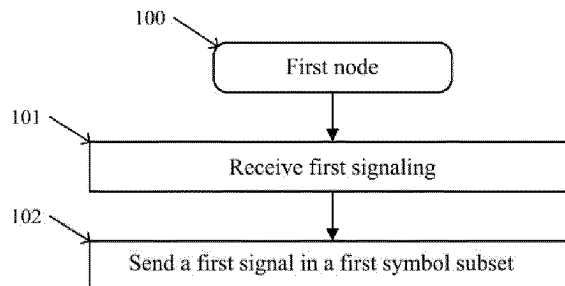 100
First node
101
Receive first signaling
102
Send a first signal in a first symbol subset